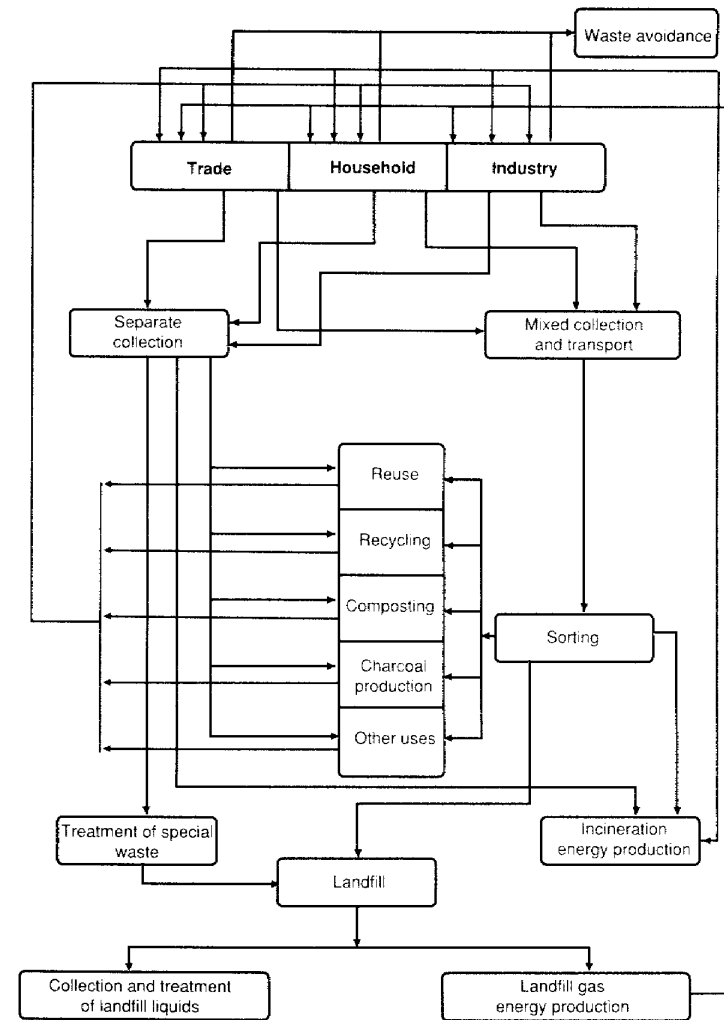 Waste avoidance
Trade
Household
Industry
Separate
collection
Mixed collection
and transport
Reuse
Recycling
Composting
Sorting
Charcoal
production
Other uses
Treatment of special
waste
Incineration
energy production
Landfill
Collection and treatment
of landfill liquids
Landfill gas
energy production